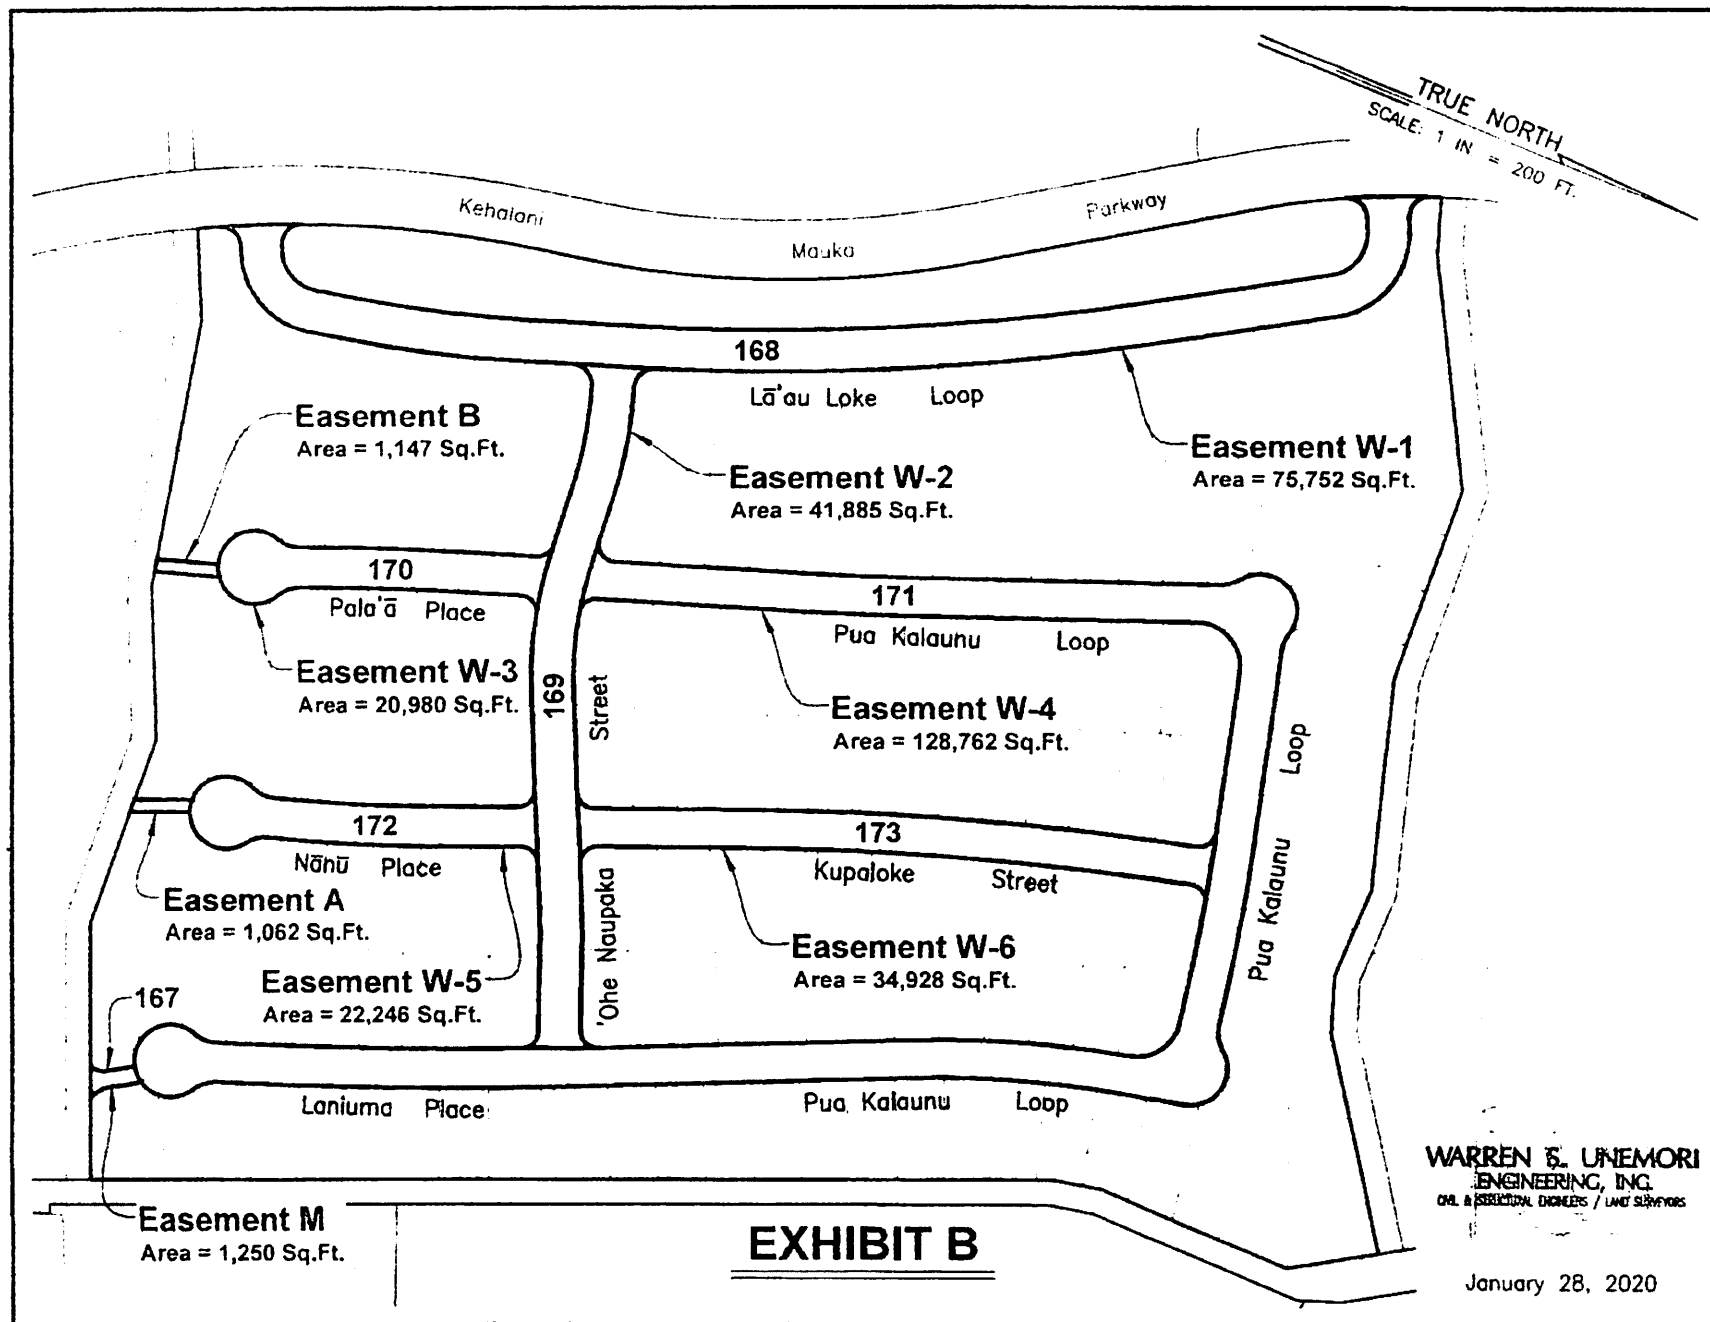 TRUE NORTH
SCALE: 1 IN = 200 FT.
Kehalani
Mauka
Parkway
168
Lā'au Loke Loop
Easement B
Area = 1,147 Sq.Ft.
Easement W-2
Area = 41,885 Sq.Ft.
Easement W-1
Area = 75,752 Sq.Ft.
170
Pala'ā Place
171
Pua Kalaunu Loop
Easement W-3
Area = 20,980 Sq.Ft.
169
Street
Easement W-4
Area = 128,762 Sq.Ft.
Loop
172
Nāhū Place
173
Kupaloke Street
Easement A
Area = 1,062 Sq.Ft.
'Ohe Naupaka
Pua Kalaunu
Easement W-6
Area = 34,928 Sq.Ft.
Easement W-5
Area = 22,246 Sq.Ft.
167
Laniuma Place
Pua Kalaunu Loop
Easement M
Area = 1,250 Sq.Ft.
EXHIBIT B
WARREN S. UNEMORI
ENGINEERING, INC.
CIVIL & STRUCTURAL ENGINEERS / LAND SURVEYORS
January 28, 2020